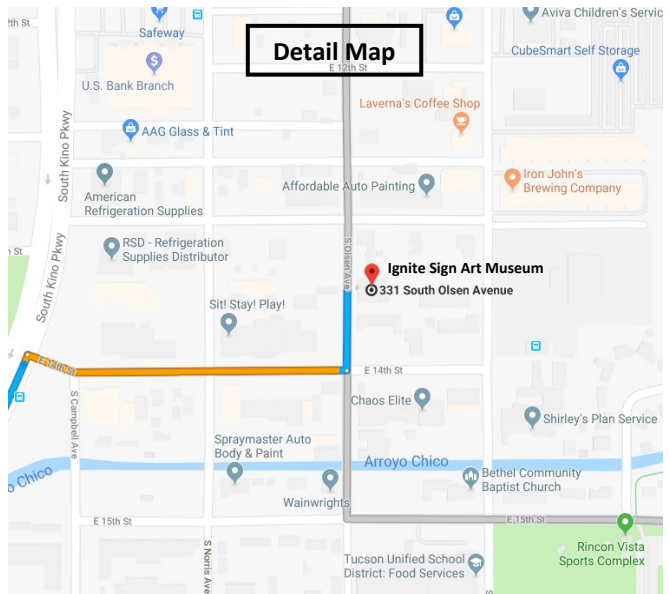 2th St
Safeway
Detail Map
Aviva Children's Servic
E 12th St
CubeSmart Self Storage
U.S. Bank Branch
South Kino Pkwy
Laverna's Coffee Shop
AAG Glass & Tint
American
Refrigeration Supplies
Affordable Auto Painting
Iron John's
Brewing Company
h St
South Kino Pkwy
RSD - Refrigeration
Supplies Distributor
S Olsen Ave
Ignite Sign Art Museum
331 South Olsen Avenue
Sit! Stay! Play!
E 14th St
S Campbell Ave
Chaos Elite
Shirley's Plan Service
Spraymaster Auto
Body & Paint
Arroyo Chico
o Chico
Bethel Community
Baptist Church
Wainwrights
E 15th St
E 15th St
S Norris Ave
Rincon Vista
Sports Complex
Tucson Unified School
District: Food Services